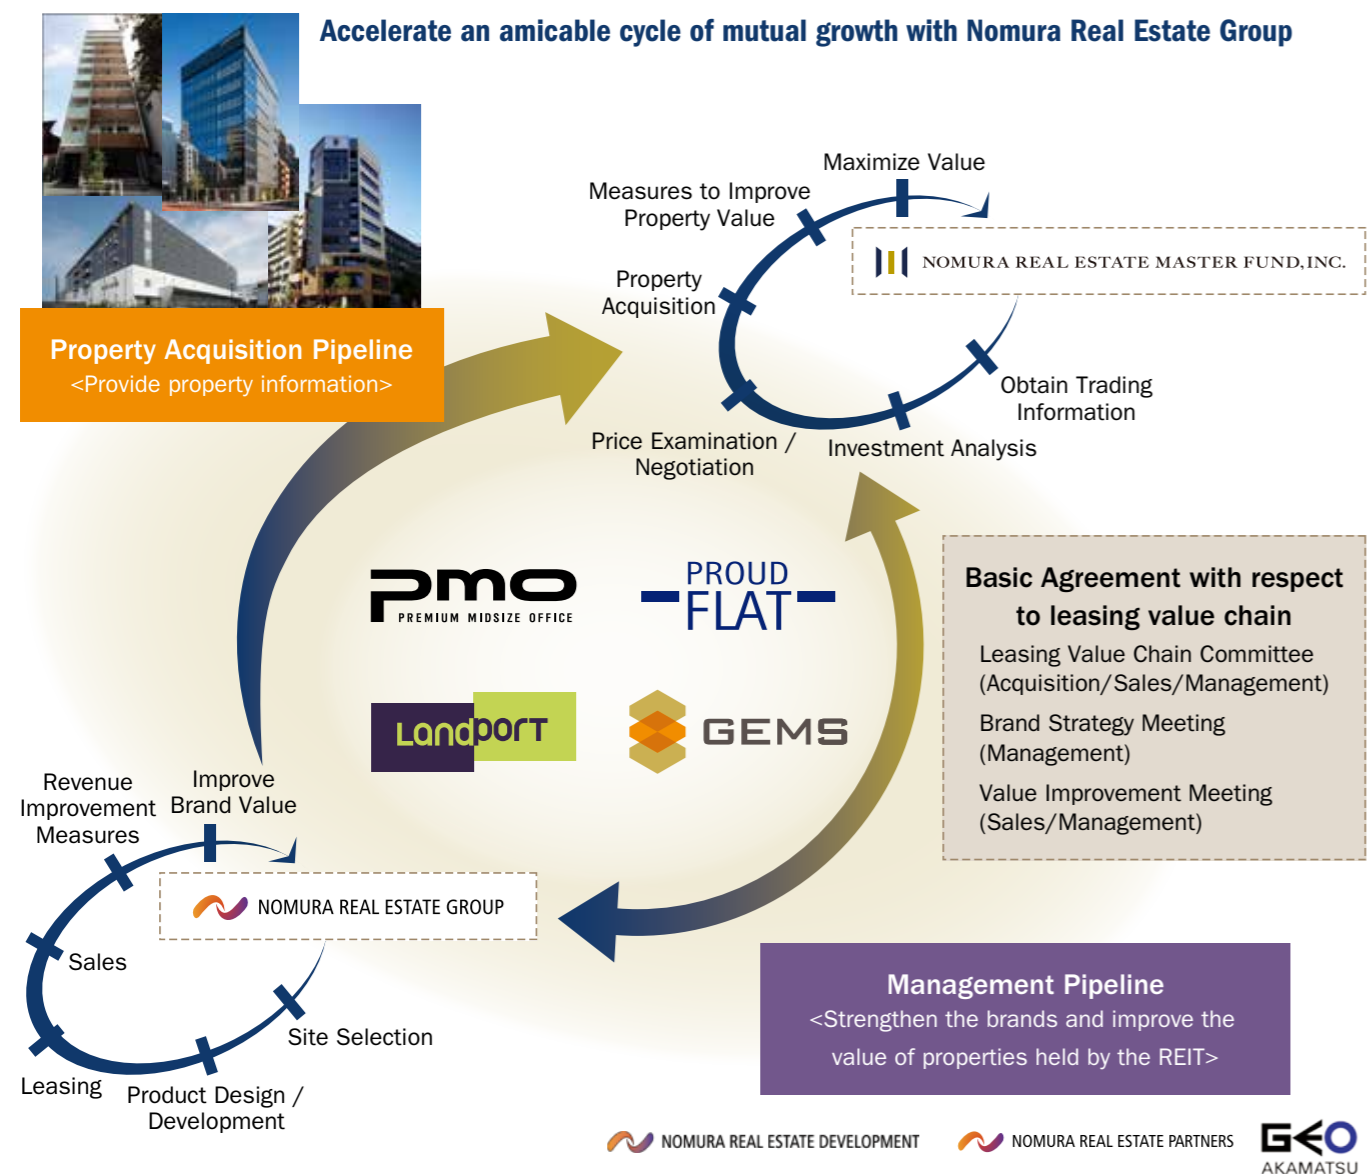 Accelerate an amicable cycle of mutual growth with Nomura Real Estate Group
Property Acquisition Pipeline
<Provide property information>
Maximize Value
Measures to Improve
Property Value
Property
Acquisition
Price Examination /
Negotiation
Investment Analysis
Obtain Trading
Information
NOMURA REAL ESTATE MASTER FUND, INC.
pmo
PREMIUM MIDSIZE OFFICE
PROUD
FLAT
Landport
GEMS
Basic Agreement with respect
to leasing value chain
Leasing Value Chain Committee
(Acquisition/Sales/Management)
Brand Strategy Meeting
(Management)
Value Improvement Meeting
(Sales/Management)
Improve
Brand Value
Revenue
Improvement
Measures
Sales
Leasing
Product Design /
Development
Site Selection
NOMURA REAL ESTATE GROUP
Management Pipeline
<Strengthen the brands and improve the
value of properties held by the REIT>
NOMURA REAL ESTATE DEVELOPMENT
NOMURA REAL ESTATE PARTNERS
GEO
AKAMATSU